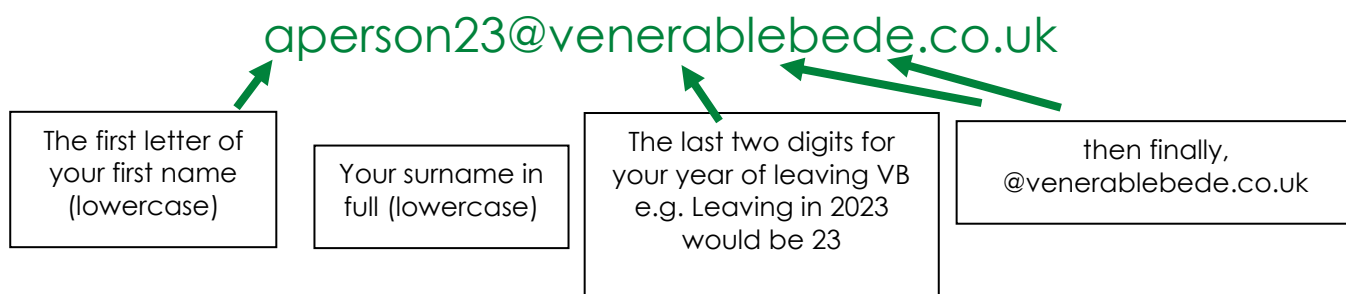 aperson23@venerablebede.co.uk
The first letter of
your first name
(lowercase)
Your surname in
full (lowercase)
The last two digits for
your year of leaving VB
e.g. Leaving in 2023
would be 23
then finally,
@venerablebede.co.uk